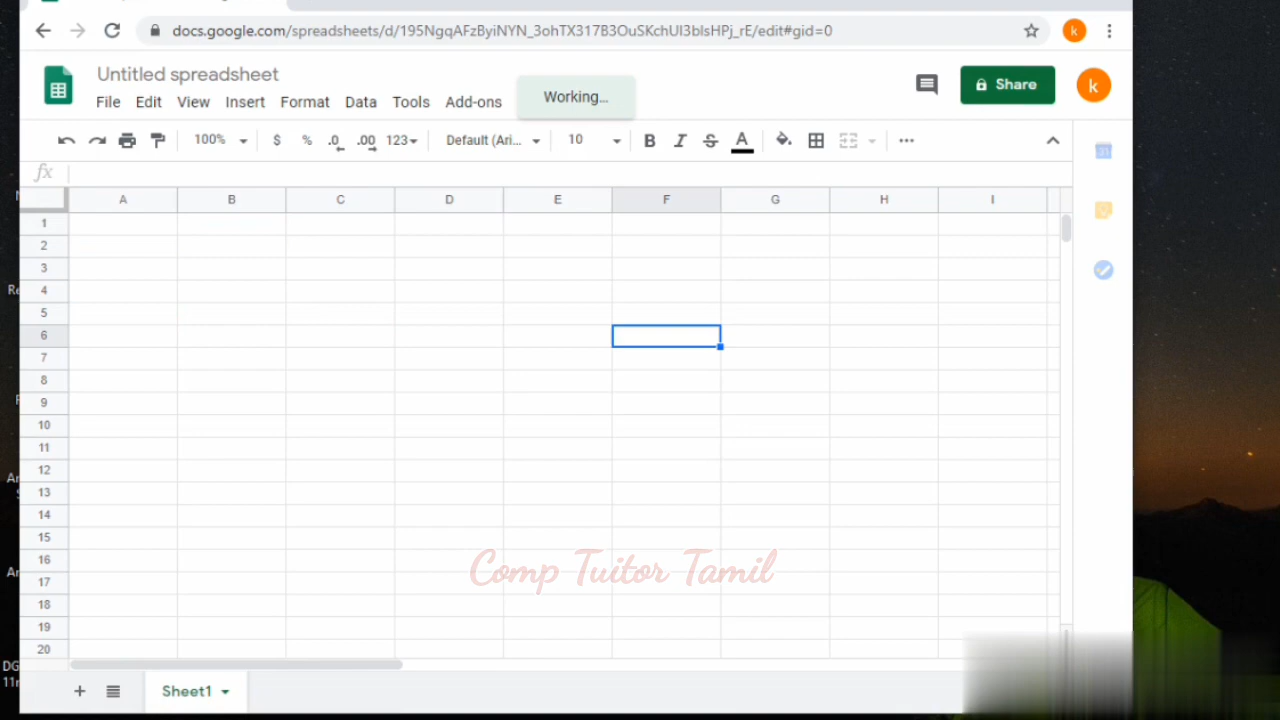 docs.google.com/spreadsheets/d/195NgqAFzByiNYN_3ohTX317B3OuSKchUI3blsHPj_rE/edit#gid=0
k
Untitled spreadsheet
File Edit View Insert Format Data Tools Add-ons
Working...
Share
k
100% $ % .0 .00 123 Default (Ari... 10 B I S A
fx
A B C D E F G H I
1
2
3
4
5
6
7
8
9
10
11
12
13
14
15
16
17
18
19
20
Comp Tuitor Tamil
Sheet1